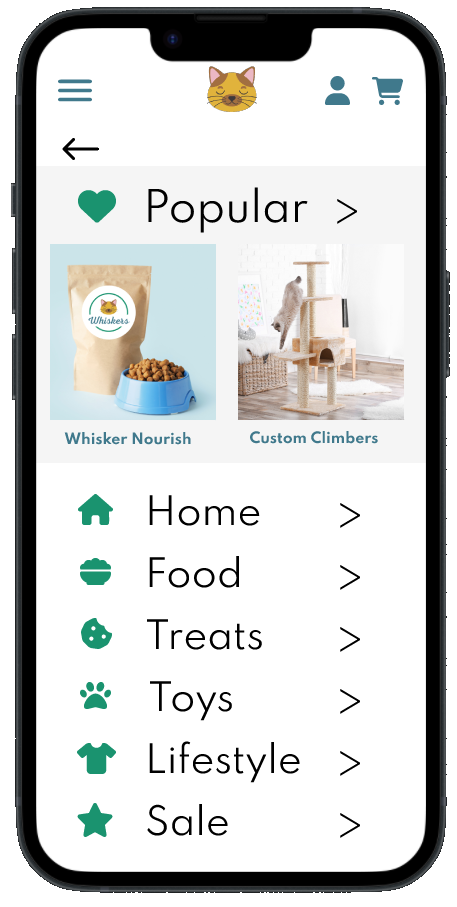 Popular >
Whiskers
Whisker Nourish
Custom Climbers
Home >
Food >
Treats >
Toys >
Lifestyle >
Sale >